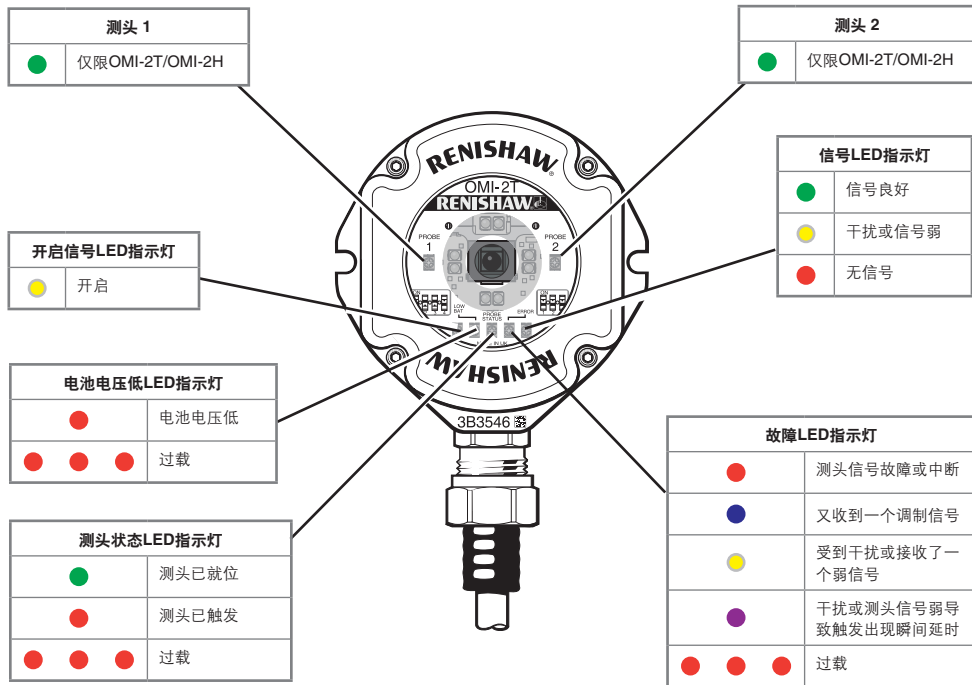 测头 1
仅限OMI-2T/OMI-2H
测头 2
仅限OMI-2T/OMI-2H
信号LED指示灯
信号良好
干扰或信号弱
无信号
开启信号LED指示灯
开启
电池电压低LED指示灯
电池电压低
过载
测头状态LED指示灯
测头已就位
测头已触发
过载
故障LED指示灯
测头信号故障或中断
又收到一个调制信号
受到干扰或接收了一
个弱信号
干扰或测头信号弱导
致触发出现瞬间延时
过载
RENISHAW
OMI-2T
RENISHAW
PROBE
1
PROBE
2
ON
ON
LOW
BAT
PROBE
STATUS
ERROR
IN UK
RENISHAW
3B3546